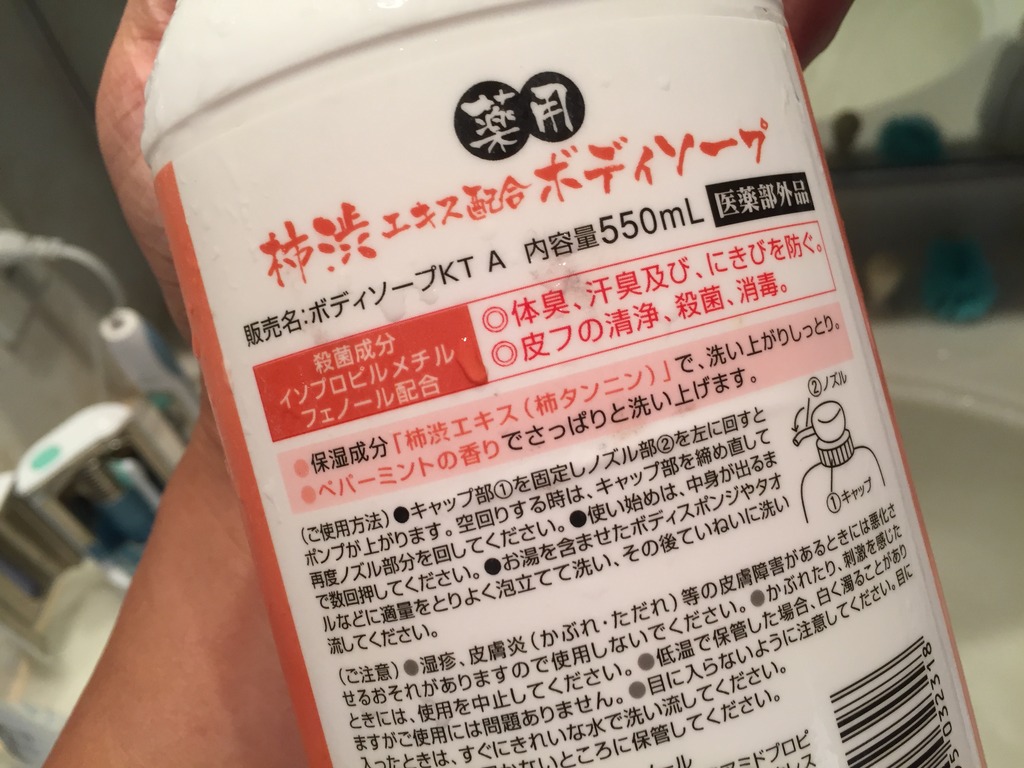 薬用
柿渋エキス配合ボディソープ
販売名:ボディソープKT A 内容量550mL 医薬部外品
殺菌成分
イソプロピルメチル
フェノール配合
◎体臭、汗臭及び、にきびを防ぐ。
◎皮フの清浄、殺菌、消毒。
●保湿成分「柿渋エキス(柿タンニン)」で、洗い上がりしっとり。
●ペパーミントの香りでさっぱりと洗い上げます。
②ノズル
①キャップ
(ご使用方法)●キャップ部①を固定しノズル部②を左に回すと
ポンプが上がります。空回りする時は、キャップ部を締め直して
再度ノズル部分を回してください。●使い始めは、中身が出るま
で数回押してください。●お湯を含ませたボディスポンジやタオ
ルなどに適量をとりよく泡立てて洗い、その後ていねいに洗い
流してください。
(ご注意)●湿疹、皮膚炎(かぶれ・ただれ)等の皮膚障害があるときには悪化さ
せるおそれがありますので使用しないでください。●かぶれたり、刺激を感じた
ときには、使用を中止してください。●低温で保管した場合、白く濁ることがあり
ますがご使用には問題ありません。●目に入らないように注意してください。目に
入ったときは、すぐにきれいな水で洗い流してください。
かないところに保管してください。
ノール
アミドプロピ